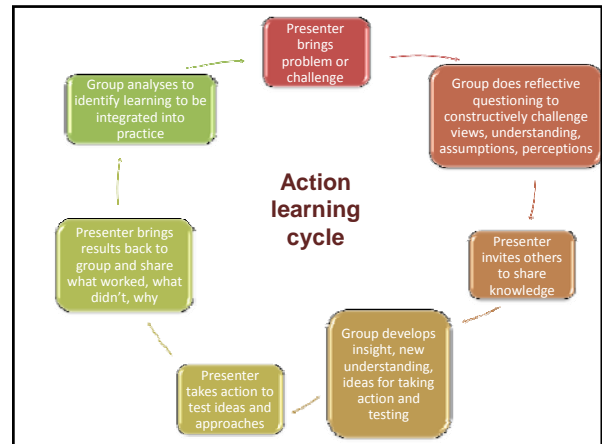 Presenter
brings
problem or
challenge
Group does reflective
questioning to
constructively challenge
views, understanding,
assumptions, perceptions
Presenter
invites others
to share
knowledge
Group develops
insight, new
understanding,
ideas for taking
action and
testing
Presenter
takes action to
test ideas and
approaches
Presenter brings
results back to
group and share
what worked, what
didn't, why
Group analyses to
identify learning to be
integrated into
practice
Action
learning
cycle